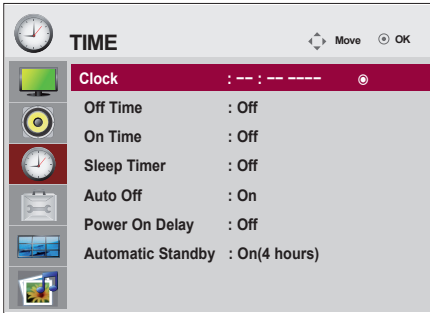 TIME Move OK
Clock : -- : -- ----
Off Time : Off
On Time : Off
Sleep Timer : Off
Auto Off : On
Power On Delay : Off
Automatic Standby : On(4 hours)